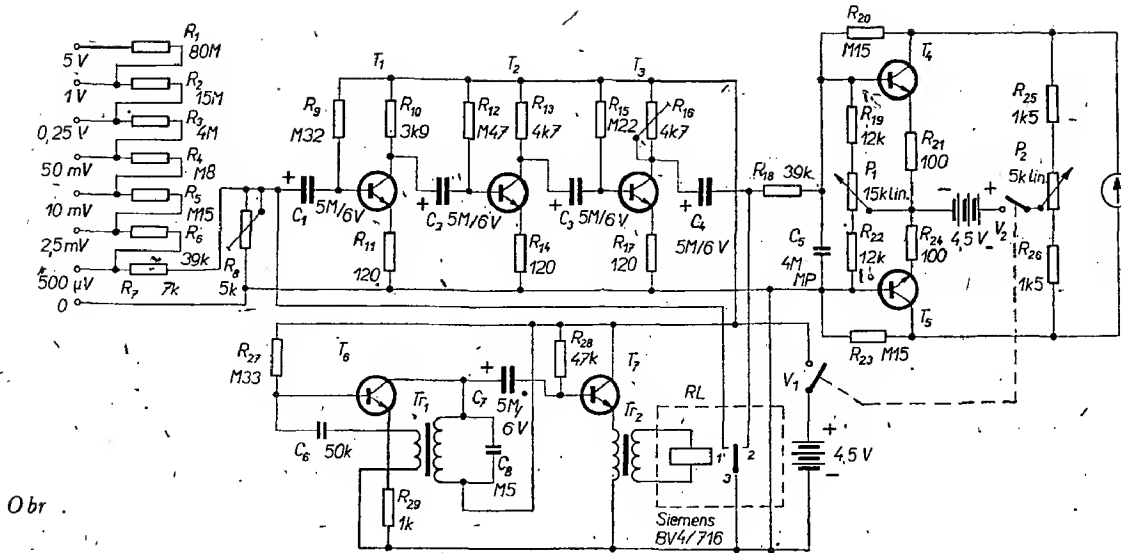 R1
80M
5 V
R2
15M
1 V
R3
4M
0,25 V
R4
M8
50 mV
R5
M15
10 mV
R6
39k
2,5 mV
R7
7k
500 µV
0
R8
5k
C1
5M/6V
R9
M32
T1
R10
3k9
R11
120
C2
5M/6V
R12
M47
T2
R13
4k7
R14
120
C3
5M/6V
R15
M22
T3
R16
4k7
R17
120
C4
5M/6V
R18 39k
R20
M15
T4
R19
12k
R21
100
P1
15k lin.
R22
12k
R24
100
C5
4M
MP
T5
R23 M15
4,5 V
V2
R25
1k5
P2
5k lin.
R26
1k5
R27
M33
T6
C6 50k
Tr1
R29
1k
C7
5M/
6V
C8
M5
R28
47k
T7
Tr2
RL
1
2
3
Siemens
BV4/716
V1
4,5 V
Obr.